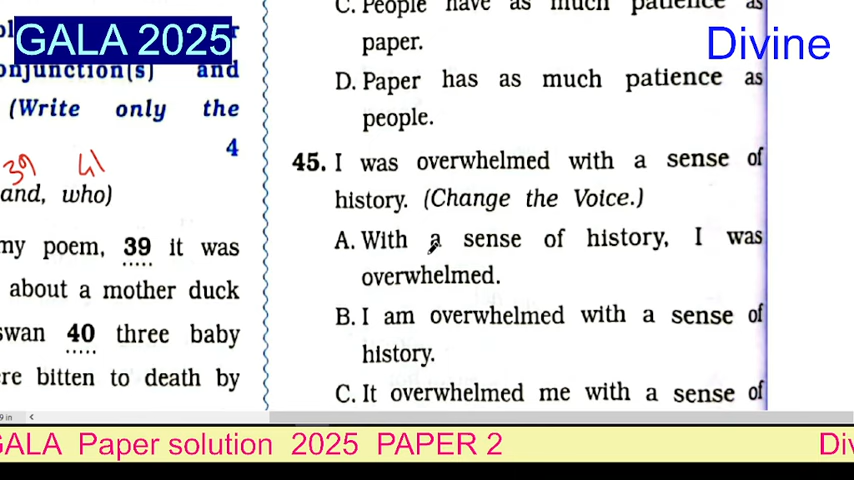 GALA 2025
Divine
onjunction(s) and
(Write only the
4
39 41
and, who)
my poem, 39 it was
about a mother duck
swan 40 three baby
re bitten to death by
C. People have as much patience as
paper.
D. Paper has as much patience as
people.
45. I was overwhelmed with a sense of
history. (Change the Voice.)
A. With a sense of history, I was
overwhelmed.
B. I am overwhelmed with a sense of
history.
C. It overwhelmed me with a sense of
9 in
GALA Paper solution 2025 PAPER 2
Div